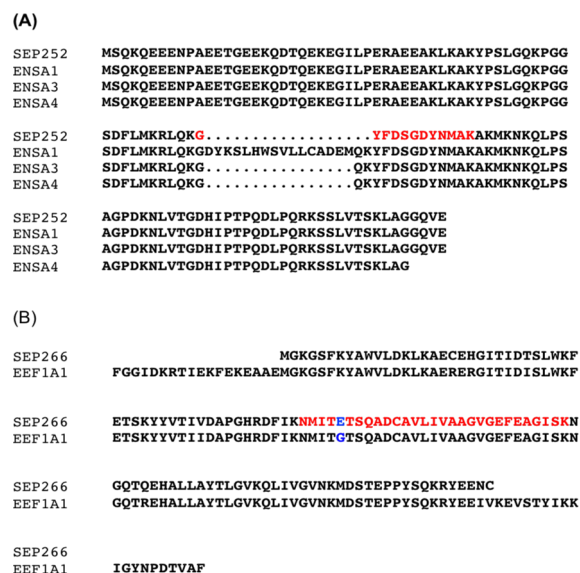 (A)
SEP252 MSQKQEEENPAEETGEEKQDTQEKEGILPERAEEAKLKAKYPSLGQKPGG
ENSA1 MSQKQEEENPAEETGEEKQDTQEKEGILPERAEEAKLKAKYPSLGQKPGG
ENSA3 MSQKQEEENPAEETGEEKQDTQEKEGILPERAEEAKLKAKYPSLGQKPGG
ENSA4 MSQKQEEENPAEETGEEKQDTQEKEGILPERAEEAKLKAKYPSLGQKPGG
SEP252 SDFLMKRLQKG..................YFDSGDYNMAKAKMKNKQLPS
ENSA1 SDFLMKRLQKGDYKSLHWSVLLCADEMQKYFDSGDYNMAKAKMKNKQLPS
ENSA3 SDFLMKRLQKG................QKYFDSGDYNMAKAKMKNKQLPS
ENSA4 SDFLMKRLQKG................QKYFDSGDYNMAKAKMKNKQLPS
SEP252 AGPDKNLVTGDHIPTPQDLPQRKSSLVTSKLAGGQVE
ENSA1 AGPDKNLVTGDHIPTPQDLPQRKSSLVTSKLAGGQVE
ENSA3 AGPDKNLVTGDHIPTPQDLPQRKSSLVTSKLAGGQVE
ENSA4 AGPDKNLVTGDHIPTPQDLPQRKSSLVTSKLAG
(B)
SEP266 MGKGSFKYAWVLDKLKAECEHGITIDTSLWKF
EEF1A1 FGGIDKRTIEKFEKEAAEMGKGSFKYAWVLDKLKAERERGITIDISLWKF
SEP266 ETSKYYVTIVDAPGHRDFIKNMITETSQADCAVLIVAAGVGEFEAGISKN
EEF1A1 ETSKYYVTIIDAPGHRDFIKNMITGTSQADCAVLIVAAGVGEFEAGISKN
SEP266 GQTQEHALLAYTLGVKQLIVGVNKMDSTEPPYSQKRYEENC
EEF1A1 GQTREHALLAYTLGVKQLIVGVNKMDSTEPPYSQKRYEEIVKEVSTYIKK
SEP266
EEF1A1 IGYNPDTVAF